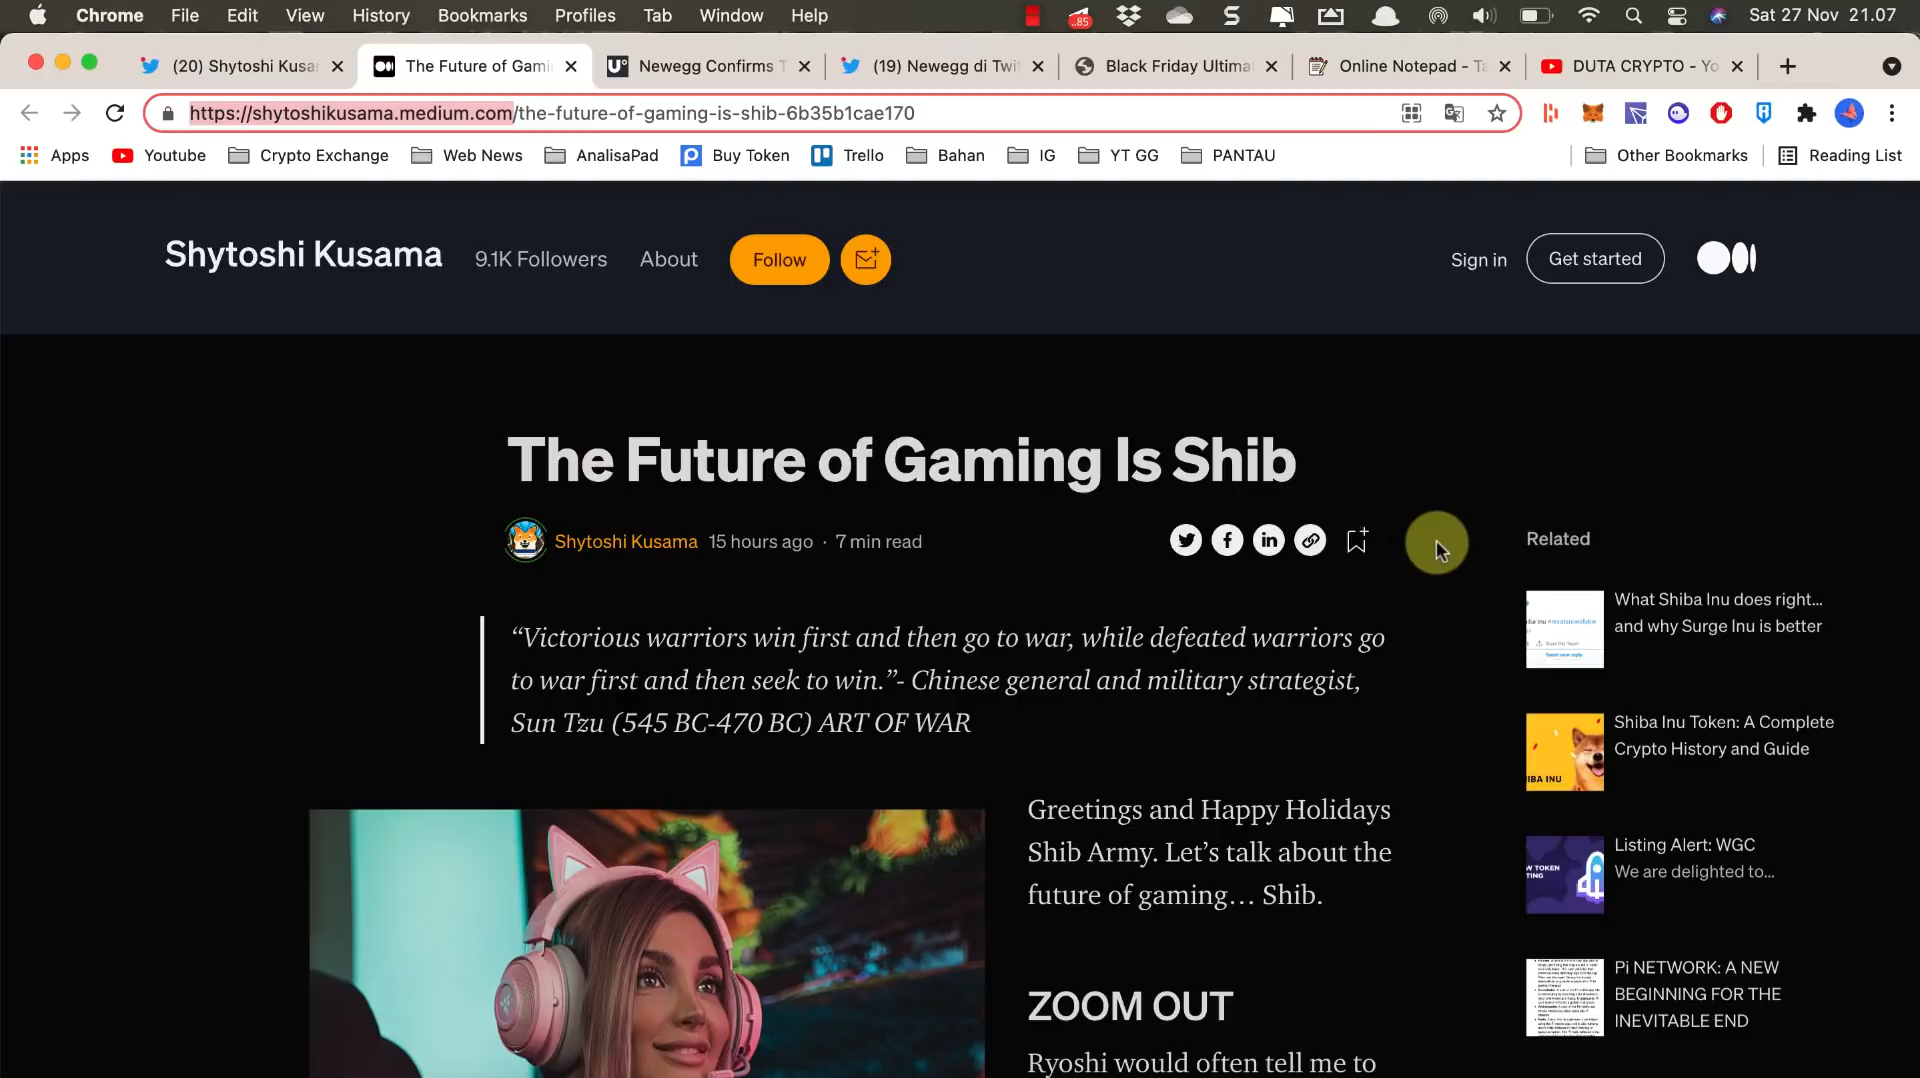 Chrome File Edit View History Bookmarks Profiles Tab Window Help
..85
Sat 27 Nov 21.07
(20) Shytoshi Kusa
The Future of Gami
Newegg Confirms T
(19) Newegg di Twi
Black Friday Ultima
Online Notepad - Ta
DUTA CRYPTO - Yo
https://shytoshikusama.medium.com/the-future-of-gaming-is-shib-6b35b1cae170
Apps Youtube Crypto Exchange Web News AnalisaPad Buy Token Trello Bahan IG YT GG PANTAU Other Bookmarks Reading List
Shytoshi Kusama 9.1K Followers About Follow Sign in Get started
The Future of Gaming Is Shib
Shytoshi Kusama 15 hours ago · 7 min read
“Victorious warriors win first and then go to war, while defeated warriors go
to war first and then seek to win.”- Chinese general and military strategist,
Sun Tzu (545 BC-470 BC) ART OF WAR
Greetings and Happy Holidays
Shib Army. Let’s talk about the
future of gaming… Shib.
ZOOM OUT
Ryoshi would often tell me to
Related
What Shiba Inu does right…
and why Surge Inu is better
Shiba Inu Token: A Complete
Crypto History and Guide
IBA INU
Listing Alert: WGC
We are delighted to…
W TOKEN
TING
Pi NETWORK: A NEW
BEGINNING FOR THE
INEVITABLE END